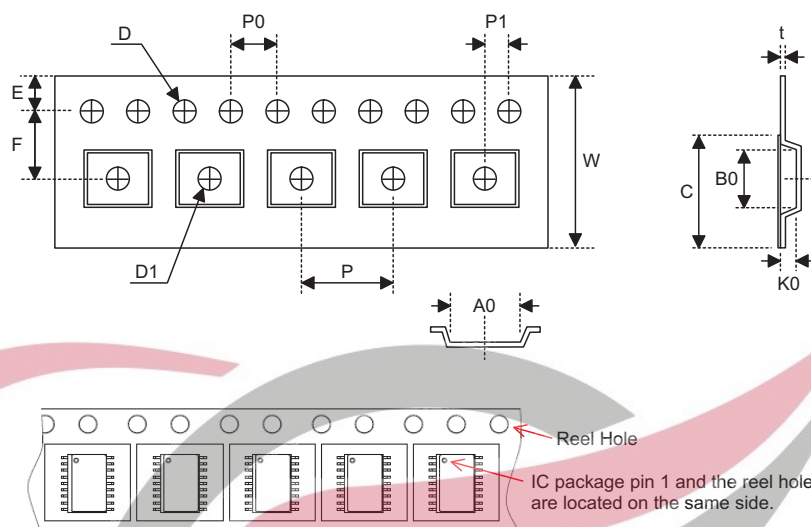 D
P0
P1
t
E
F
W
C
B0
D1
P
K0
A0
Reel Hole
IC package pin 1 and the reel hole
are located on the same side.